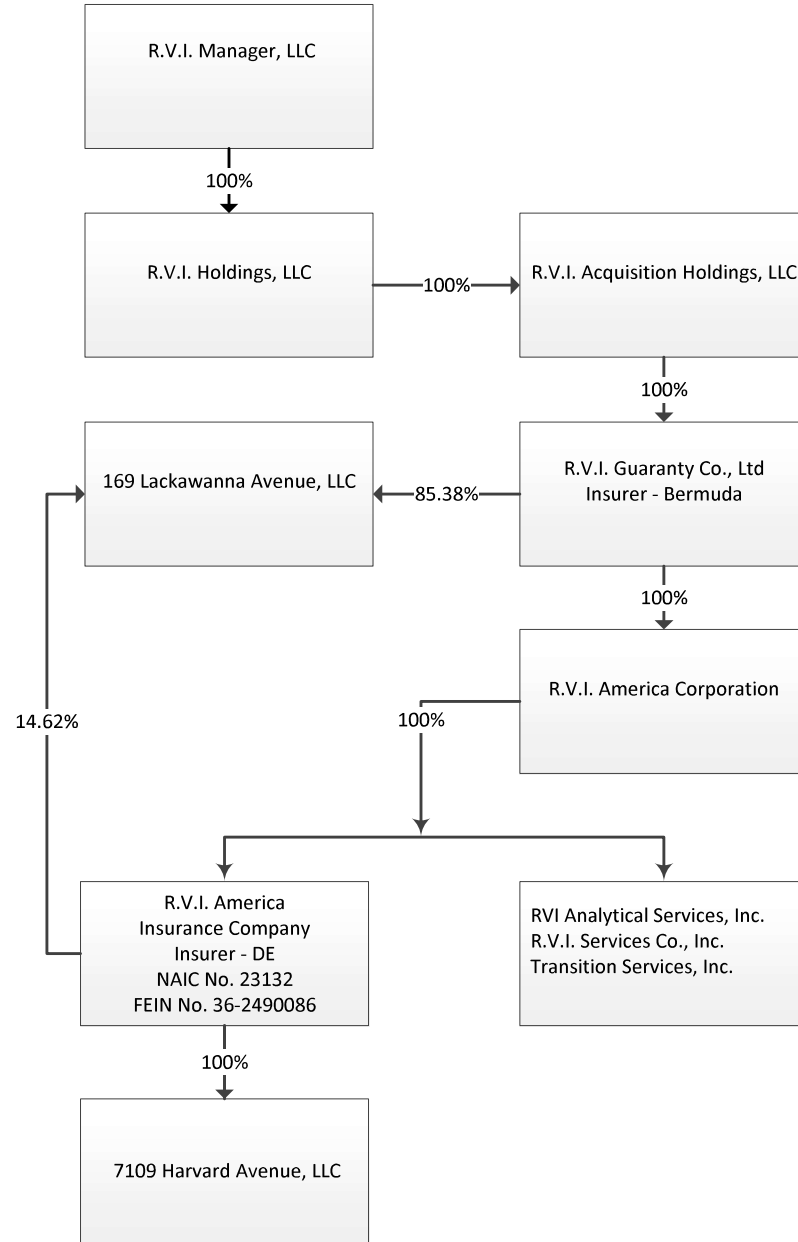 R.V.I. Manager, LLC
100%
R.V.I. Holdings, LLC
100%
R.V.I. Acquisition Holdings, LLC
100%
169 Lackawanna Avenue, LLC
85.38%
R.V.I. Guaranty Co., Ltd
Insurer - Bermuda
100%
R.V.I. America Corporation
14.62%
100%
R.V.I. America
Insurance Company
Insurer - DE
NAIC No. 23132
FEIN No. 36-2490086
RVI Analytical Services, Inc.
R.V.I. Services Co., Inc.
Transition Services, Inc.
100%
7109 Harvard Avenue, LLC